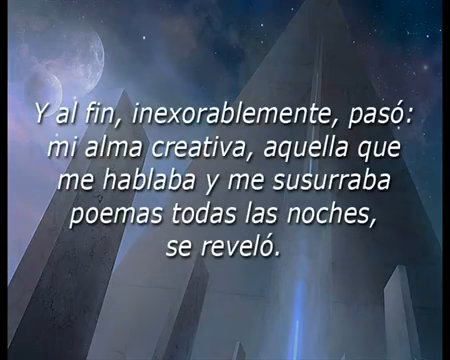 Y al fin, inexorablemente, pasó:
mi alma creativa, aquella que
me hablaba y me susurraba
poemas todas las noches,
se reveló.